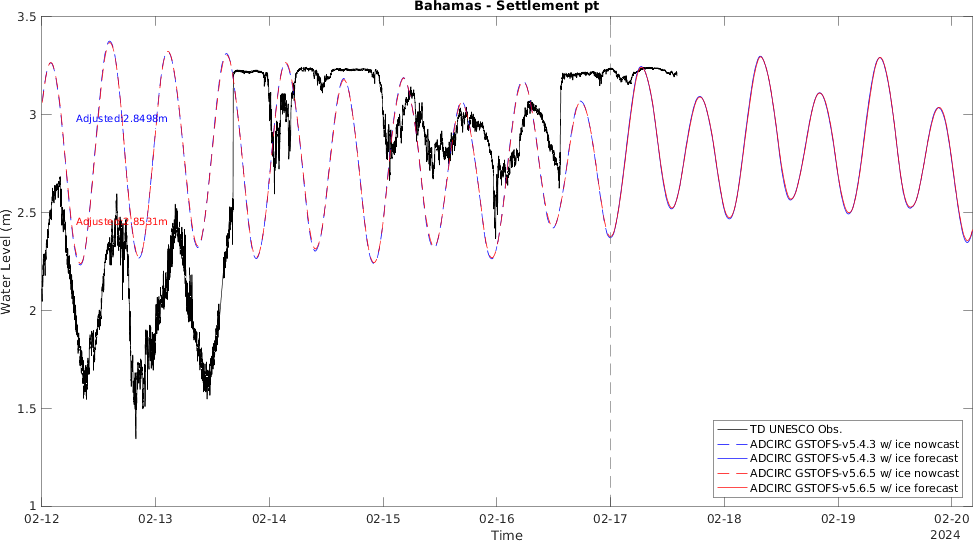 Bahamas - Settlement pt
3.5
3
2.5
2
1.5
1
Water Level (m)
Adjusted 2.8498m
Adjusted 2.8531m
02-12
02-13
02-14
02-15
02-16
02-17
02-18
02-19
02-20
Time
2024
TD UNESCO Obs.
ADCIRC GSTOFS-v5.4.3 w/ ice nowcast
ADCIRC GSTOFS-v5.4.3 w/ ice forecast
ADCIRC GSTOFS-v5.6.5 w/ ice nowcast
ADCIRC GSTOFS-v5.6.5 w/ ice forecast